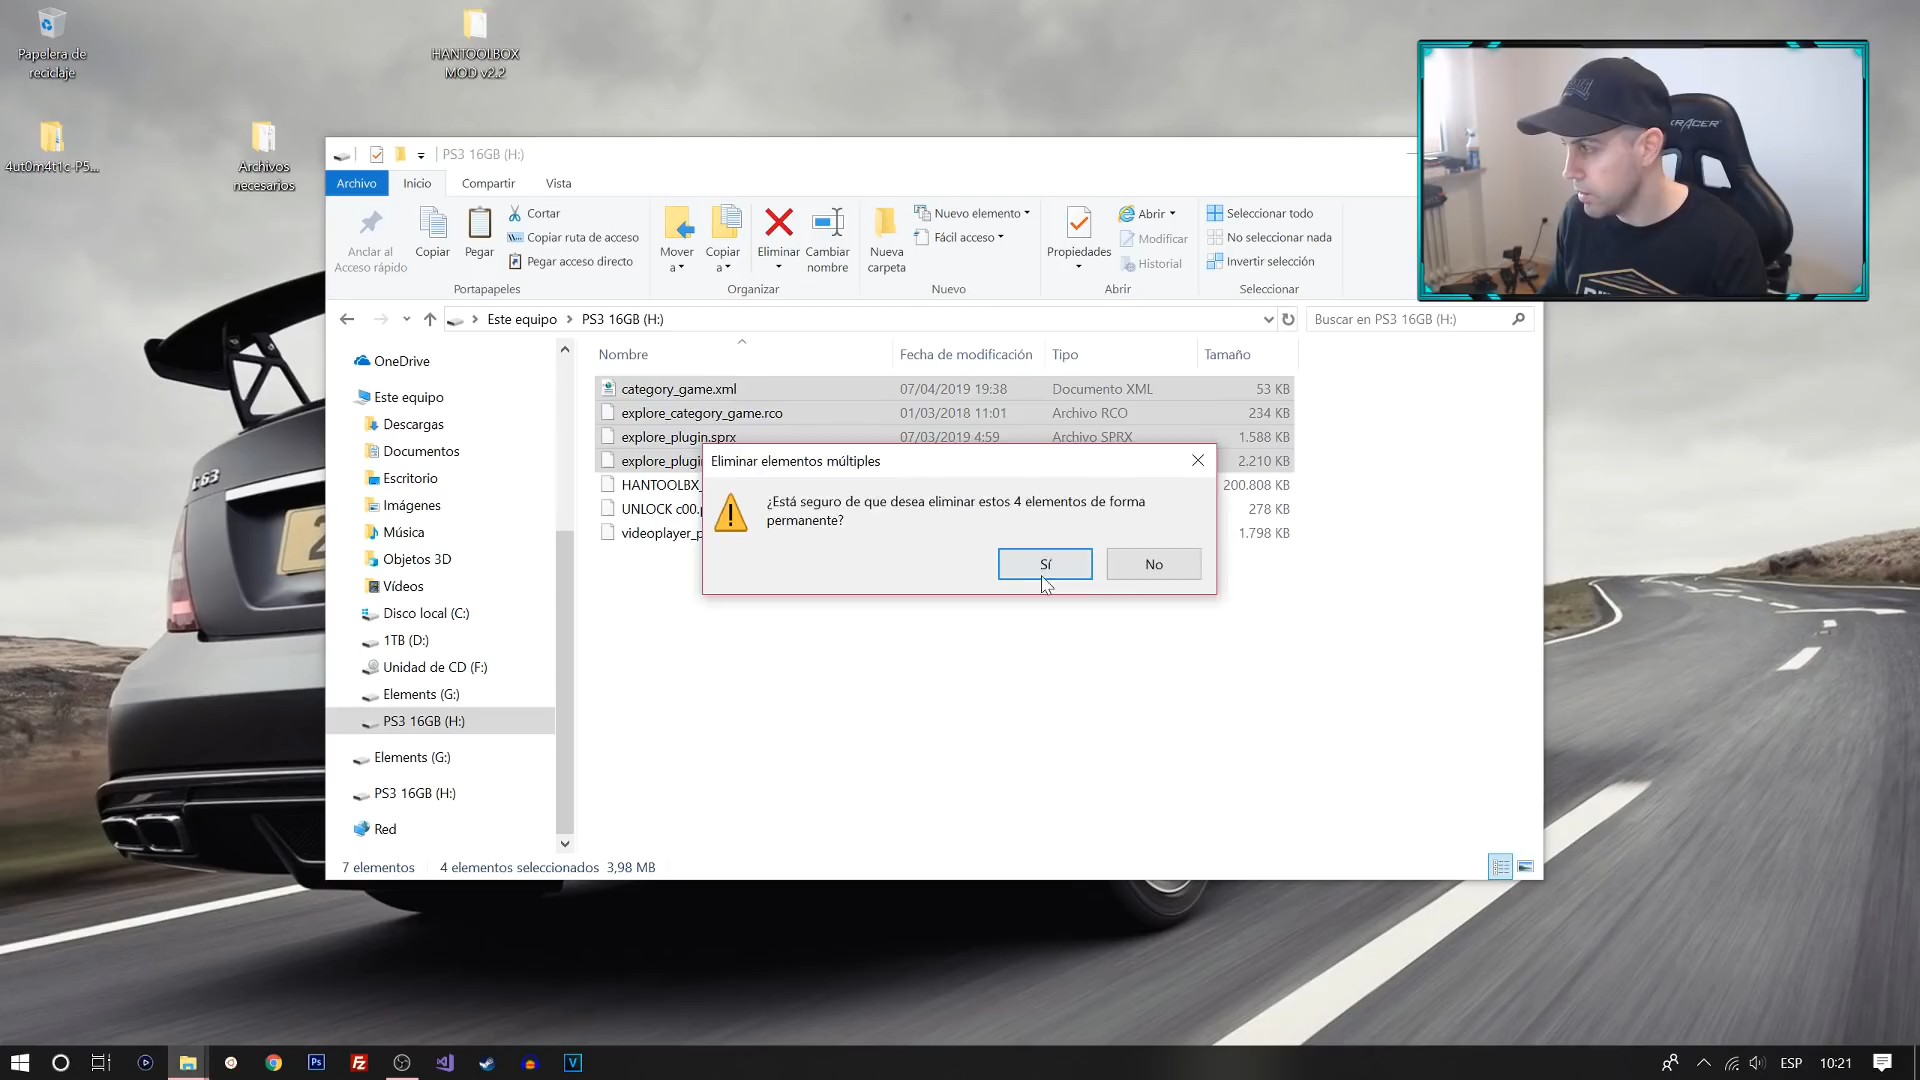 Papelera de
reciclaje
HANTOOLBOX
MOD v2.2
4ut0m4t1c-P5...
Archivos
necesarios
PS3 16GB (H:)
Archivo
Inicio
Compartir
Vista
Anclar al
Acceso rápido
Copiar
Pegar
Cortar
Copiar ruta de acceso
Pegar acceso directo
Portapapeles
Mover
a
Copiar
a
Eliminar
Cambiar
nombre
Organizar
Nueva
carpeta
Nuevo elemento
Fácil acceso
Nuevo
Propiedades
Abrir
Modificar
Historial
Abrir
Seleccionar todo
No seleccionar nada
Invertir selección
Seleccionar
Este equipo > PS3 16GB (H:)
Buscar en PS3 16GB (H:)
OneDrive
Este equipo
Descargas
Documentos
Escritorio
Imágenes
Música
Objetos 3D
Vídeos
Disco local (C:)
1TB (D:)
Unidad de CD (F:)
Elements (G:)
PS3 16GB (H:)
Elements (G:)
PS3 16GB (H:)
Red
Nombre Fecha de modificación Tipo Tamaño
category_game.xml 07/04/2019 19:38 Documento XML 53 KB
explore_category_game.rco 01/03/2018 11:01 Archivo RCO 234 KB
explore_plugin.sprx 07/03/2019 4:59 Archivo SPRX 1.588 KB
explore_plugi 2.210 KB
HANTOOLBX_ 200.808 KB
UNLOCK c00.p 278 KB
videoplayer_p 1.798 KB
Eliminar elementos múltiples
¿Está seguro de que desea eliminar estos 4 elementos de forma
permanente?
Sí
No
7 elementos 4 elementos seleccionados 3,98 MB
C63
Ps
Fz
V
ESP
10:21